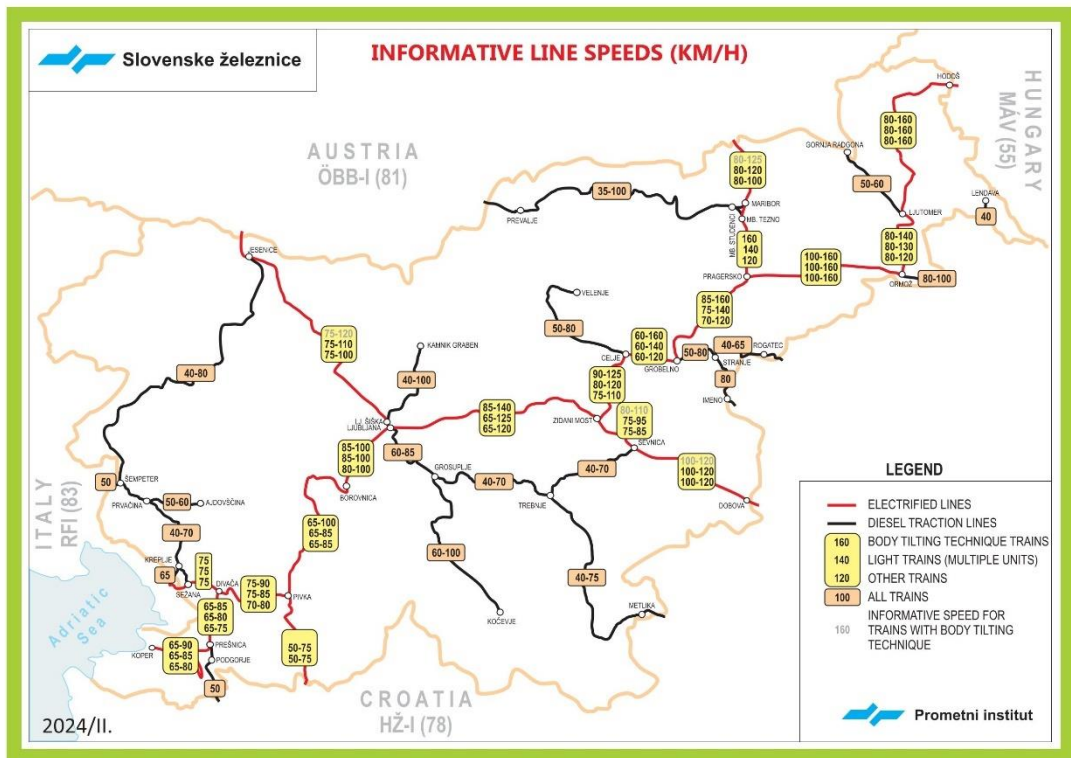 Slovenske železnice
INFORMATIVE LINE SPEEDS (KM/H)
AUSTRIA
ÖBB-I (81)
HUNGARY
MÁV (55)
ITALY
RFI (83)
CROATIA
HŽ-I (78)
Adriatic
Sea
HODOŠ
80-160
80-160
80-160
GORNJA RADGONA
50-60
LJUTOMER
LENDAVA
40
80-125
80-120
80-100
35-100
PREVALJE
MARIBOR
MB. TEZNO
MB. STUDENCI
160
140
120
80-140
80-130
80-120
100-160
100-160
100-160
PRAGERSKO
ORMOŽ
80-100
ESENICE
VELENJE
50-80
85-160
75-140
70-120
75-120
75-110
75-100
KAMNIK GRABEN
40-100
60-160
60-140
60-120
CELJE
GROBELNO
50-80
40-65
ROGATEC
STRANJE
80
IMENO
40-80
90-125
80-120
75-110
85-140
65-125
65-120
LJ. ŠIŠKA
LJUBLJANA
ZIDANI MOST
80-110
75-95
75-85
SEVNICA
60-85
85-100
85-100
80-100
GROSUPLJE
40-70
40-70
100-120
100-120
100-120
DOBOVA
BOROVNICA
TREBNJE
50
ŠEMPETER
50-60
PRVAČINA
AJDOVŠČINA
40-70
65-100
65-85
65-85
60-100
40-75
KREPLJE
65
75
75
75
SEŽANA
DIVAČA
75-90
75-85
70-80
PIVKA
KOČEVJE
METLIKA
65-85
65-80
65-75
PREŠNICA
KOPER
65-90
65-85
65-80
PODGORJE
50
50-75
50-75
LEGEND
ELECTRIFIED LINES
DIESEL TRACTION LINES
160 BODY TILTING TECHNIQUE TRAINS
140 LIGHT TRAINS (MULTIPLE UNITS)
120 OTHER TRAINS
100 ALL TRAINS
160 INFORMATIVE SPEED FOR
TRAINS WITH BODY TILTING
TECHNIQUE
Prometni institut
2024/II.